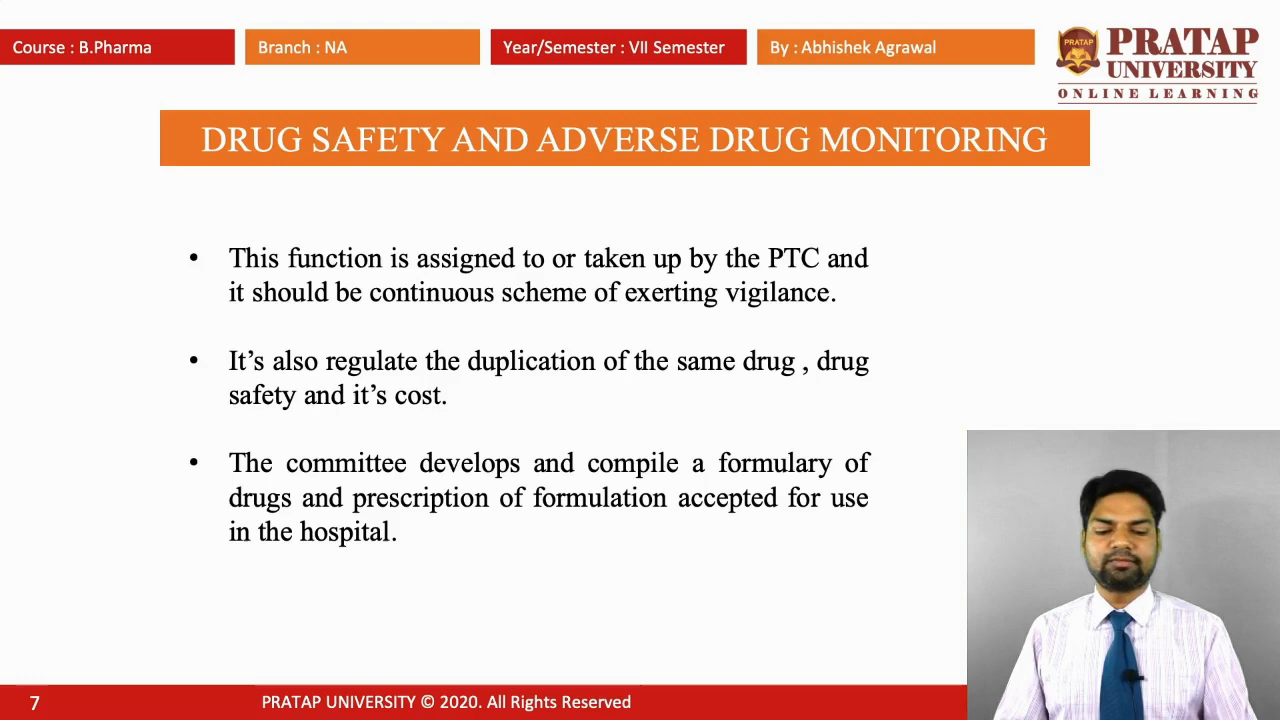 Course : B.Pharma
Branch : NA
Year/Semester : VII Semester
By : Abhishek Agrawal
PRATAP
PRATAP
UNIVERSITY
ONLINE LEARNING
DRUG SAFETY AND ADVERSE DRUG MONITORING
• This function is assigned to or taken up by the PTC and
it should be continuous scheme of exerting vigilance.
• It’s also regulate the duplication of the same drug , drug
safety and it’s cost.
• The committee develops and compile a formulary of
drugs and prescription of formulation accepted for use
in the hospital.
7
PRATAP UNIVERSITY © 2020. All Rights Reserved